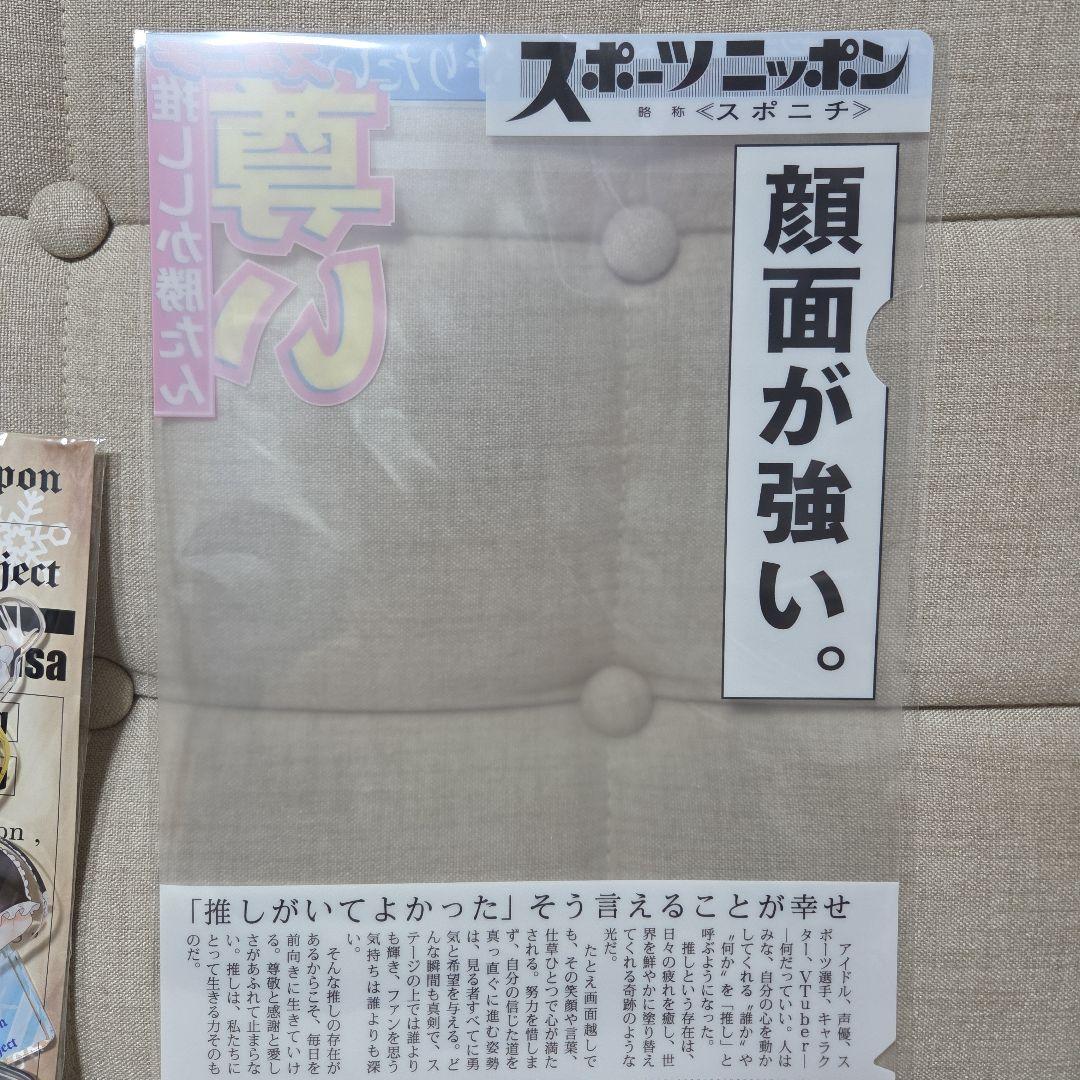 スポーツニッポン
略称《スポニチ》
顔面が強い。
尊い
推ししか勝たん
「推しがいてよかった」そう言えることが幸せ
アイドル、声優、ス
ポーツ選手、キャラク
ター、VTuber―
―何だっていい。人は
みな、自分の心を動か
してくれる〝誰か〟や
〝何か〟を「推し」と
呼ぶようになった。
推しという存在は、
日々の疲れを癒し、世
界を鮮やかに塗り替え
てくれる奇跡のような
光だ。
たとえ画面越しで
も、その笑顔や言葉、
仕草ひとつで心が満た
される。努力を惜しま
ず、自分の信じた道を
真っ直ぐに進む姿勢
は、見る者すべてに勇
気と希望を与える。ど
んな瞬間も真剣で、ス
テージの上では誰より
も輝き、ファンを思う
気持ちは誰よりも深
い。
そんな推しの存在が
あるからこそ、毎日を
前向きに生きていけ
る。尊敬と感謝と愛し
さがあふれて止まらな
い。推しは、私たちに
とって生きる力そのも
のだ。
pon
ject
nsa
on,
ject